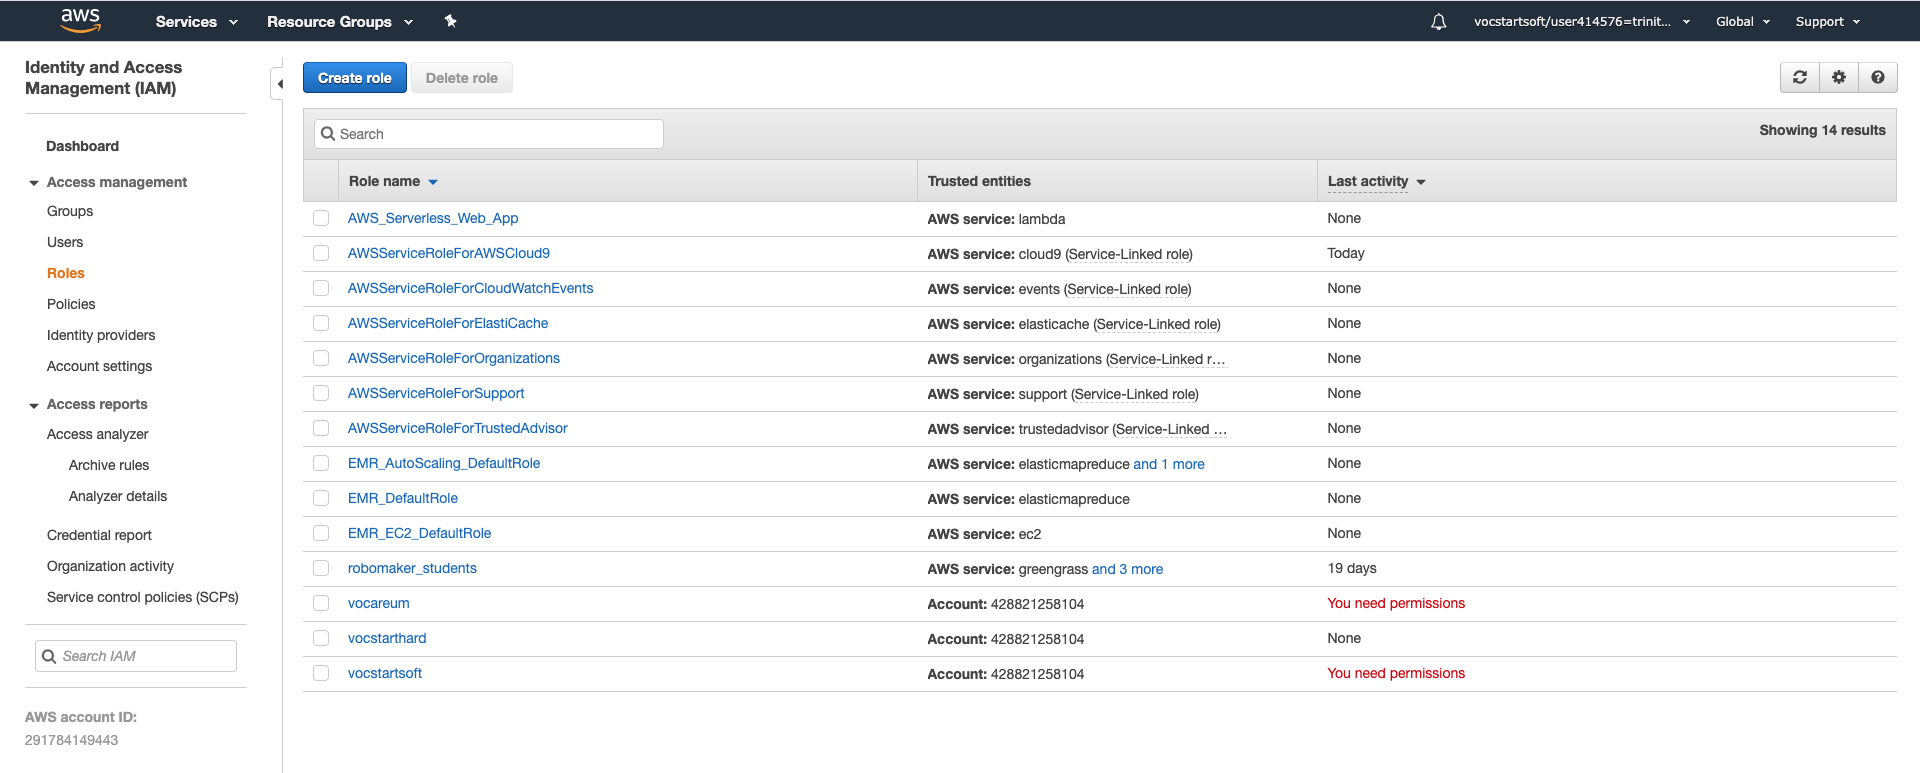 aws Services Resource Groups vocstartsoft/user414576=trinit... Global Support
Identity and Access
Management (IAM)
Dashboard
Access management
Groups
Users
Roles
Policies
Identity providers
Account settings
Access reports
Access analyzer
Archive rules
Analyzer details
Credential report
Organization activity
Service control policies (SCPs)
Search IAM
AWS account ID:
291784149443
Create role Delete role
Search Showing 14 results
Role name Trusted entities Last activity
AWS_Serverless_Web_App AWS service: lambda None
AWSServiceRoleForAWSCloud9 AWS service: cloud9 (Service-Linked role) Today
AWSServiceRoleForCloudWatchEvents AWS service: events (Service-Linked role) None
AWSServiceRoleForElastiCache AWS service: elasticache (Service-Linked role) None
AWSServiceRoleForOrganizations AWS service: organizations (Service-Linked r... None
AWSServiceRoleForSupport AWS service: support (Service-Linked role) None
AWSServiceRoleForTrustedAdvisor AWS service: trustedadvisor (Service-Linked ... None
EMR_AutoScaling_DefaultRole AWS service: elasticmapreduce and 1 more None
EMR_DefaultRole AWS service: elasticmapreduce None
EMR_EC2_DefaultRole AWS service: ec2 None
robomaker_students AWS service: greengrass and 3 more 19 days
vocareum Account: 428821258104 You need permissions
vocstarthard Account: 428821258104 None
vocstartsoft Account: 428821258104 You need permissions